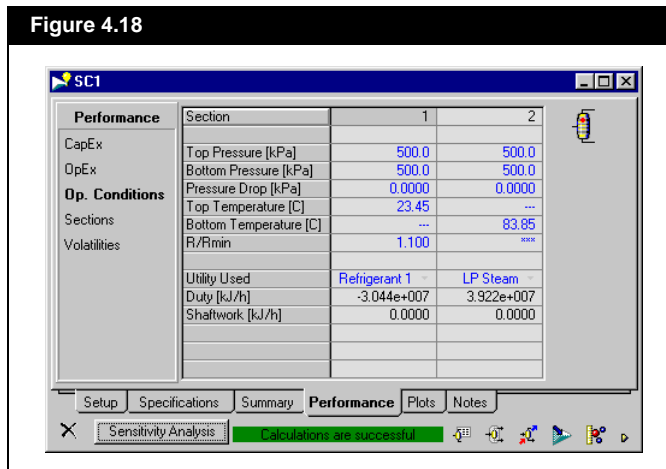 Figure 4.18
SC1
Performance
CapEx
OpEx
Op. Conditions
Sections
Volatilities
Section 1 2
Top Pressure [kPa] 500.0 500.0
Bottom Pressure [kPa] 500.0 500.0
Pressure Drop [kPa] 0.0000 0.0000
Top Temperature [C] 23.45 ---
Bottom Temperature [C] --- 83.85
R/Rmin 1.100 ***
Utility Used Refrigerant 1 LP Steam
Duty [kJ/h] -3.044e+007 3.922e+007
Shaftwork [kJ/h] 0.0000 0.0000
Setup Specifications Summary Performance Plots Notes
Sensitivity Analysis Calculations are successful